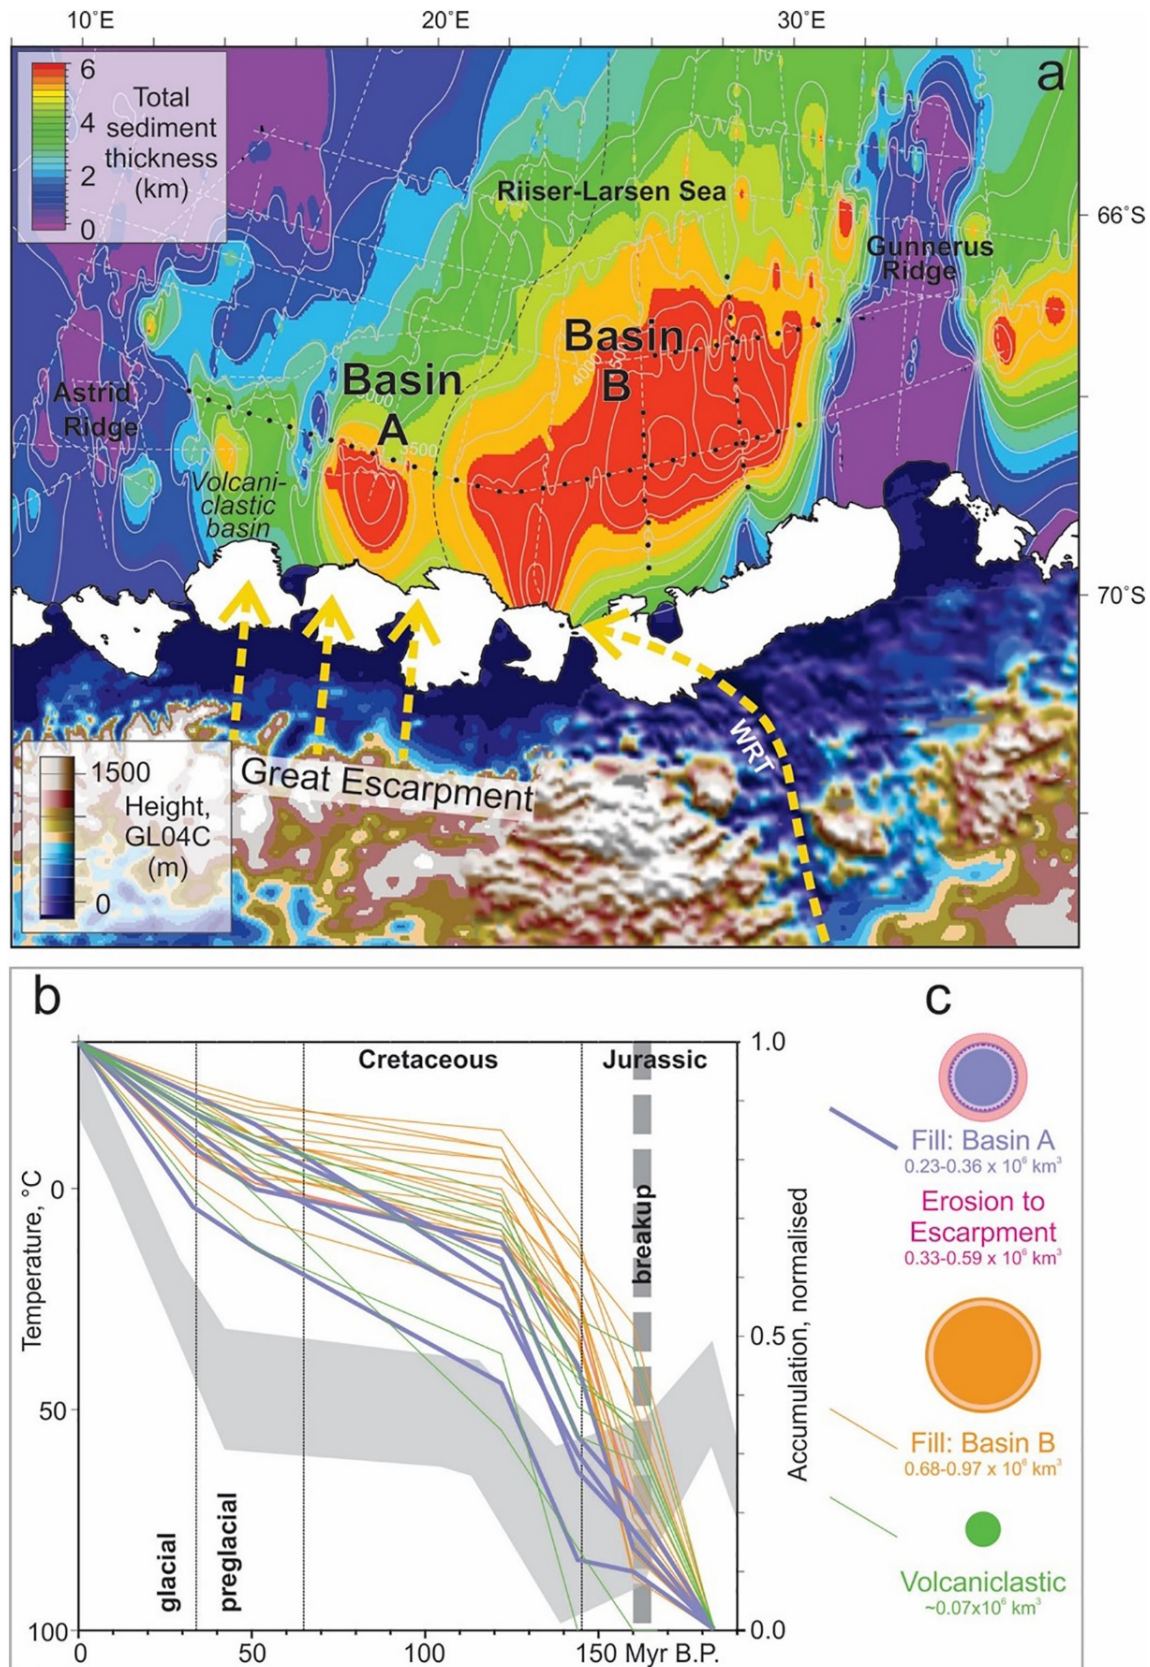 10°E
20°E
30°E
a
6
4
2
0
Total
sediment
thickness
(km)
Riiser-Larsen Sea
66°S
Gunnerus
Ridge
Basin
B
4000
Basin
A
3500
Astrid
Ridge
Volcani-
clastic
basin
70°S
WRT
Great Escarpment
1500
Height,
GL04C
(m)
0
b
c
Cretaceous
Jurassic
1.0
Temperature, °C
0
50
100
glacial
preglacial
breakup
Accumulation, normalised
0.5
0.0
0
50
100
150 Myr B.P.
Fill: Basin A
0.23-0.36 x 10⁶ km³
Erosion to
Escarpment
0.33-0.59 x 10⁶ km³
Fill: Basin B
0.68-0.97 x 10⁶ km³
Volcaniclastic
~0.07x10⁶ km³